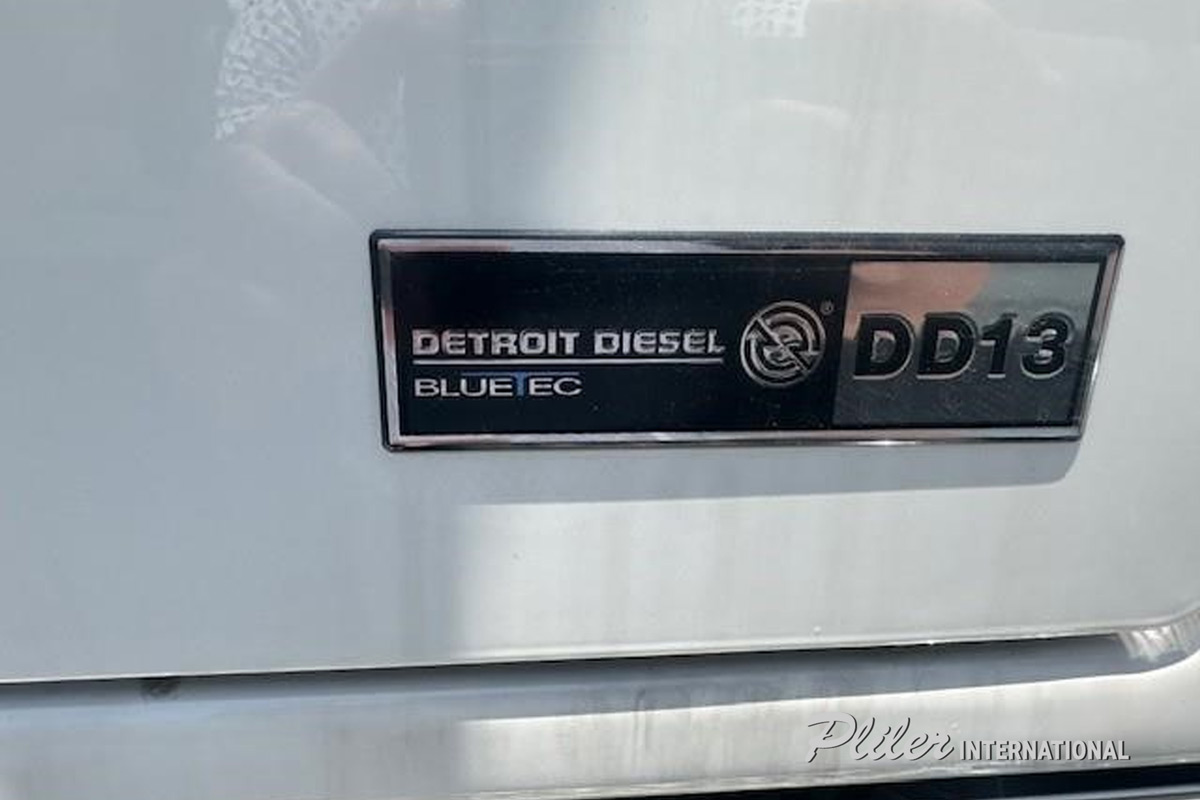 DETROIT DIESEL ® DD13
BLUETEC
Pliler INTERNATIONAL